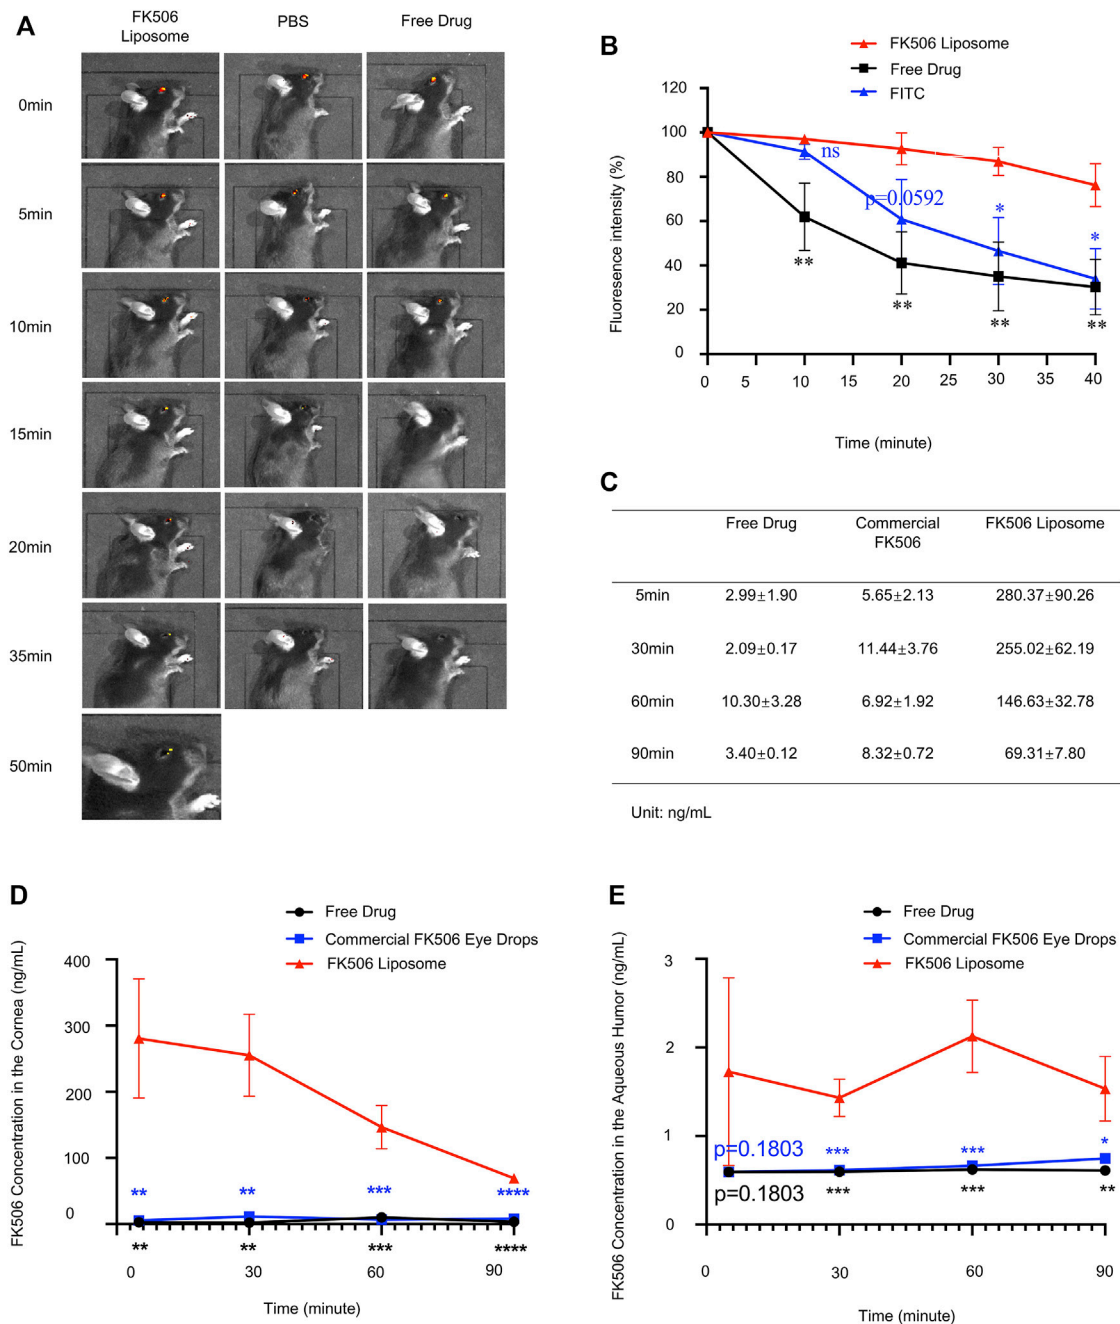 A
FK506
Liposome
PBS
Free Drug
0min
5min
10min
15min
20min
35min
50min
B
FK506 Liposome
Free Drug
FITC
Fluoresence intensity (%)
120
100
80
60
40
20
0
ns
p=0.0592
*
*
**
**
**
**
0 5 10 15 20 25 30 35 40
Time (minute)
C
Free Drug Commercial FK506 Liposome
FK506
5min 2.99±1.90 5.65±2.13 280.37±90.26
30min 2.09±0.17 11.44±3.76 255.02±62.19
60min 10.30±3.28 6.92±1.92 146.63±32.78
90min 3.40±0.12 8.32±0.72 69.31±7.80
Unit: ng/mL
D
Free Drug
Commercial FK506 Eye Drops
FK506 Liposome
FK506 Concentration in the Cornea (ng/mL)
400
300
200
100
0
** ** *** ****
** ** *** ****
0 30 60 90
Time (minute)
E
Free Drug
Commercial FK506 Eye Drops
FK506 Liposome
FK506 Concentration in the Aqueous Humor (ng/mL)
3
2
1
0
p=0.1803 *** *** *
p=0.1803 *** *** **
0 30 60 90
Time (minute)